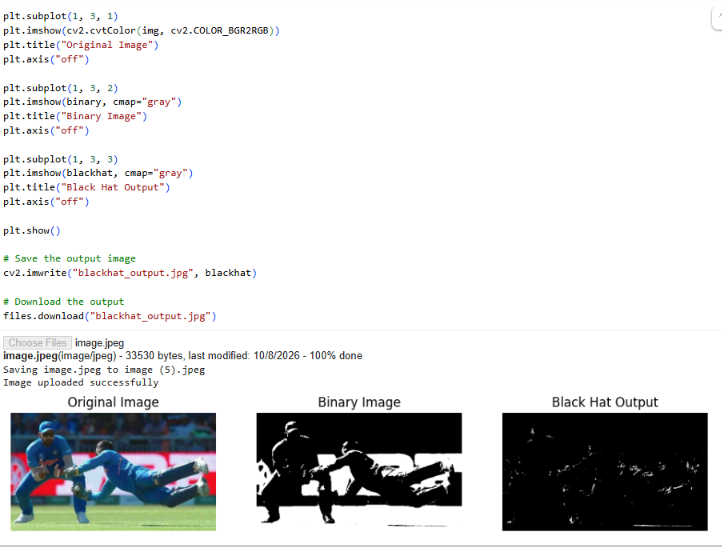 plt.subplot(1, 3, 1)
plt.imshow(cv2.cvtColor(img, cv2.COLOR_BGR2RGB))
plt.title("Original Image")
plt.axis("off")
plt.subplot(1, 3, 2)
plt.imshow(binary, cmap="gray")
plt.title("Binary Image")
plt.axis("off")
plt.subplot(1, 3, 3)
plt.imshow(blackhat, cmap="gray")
plt.title("Black Hat Output")
plt.axis("off")
plt.show()
# Save the output image
cv2.imwrite("blackhat_output.jpg", blackhat)
# Download the output
files.download("blackhat_output.jpg")
Choose Files image.jpeg
image.jpeg(image/jpeg) - 33530 bytes, last modified: 10/8/2026 - 100% done
Saving image.jpeg to image (5).jpeg
Image uploaded successfully
Original Image Binary Image Black Hat Output